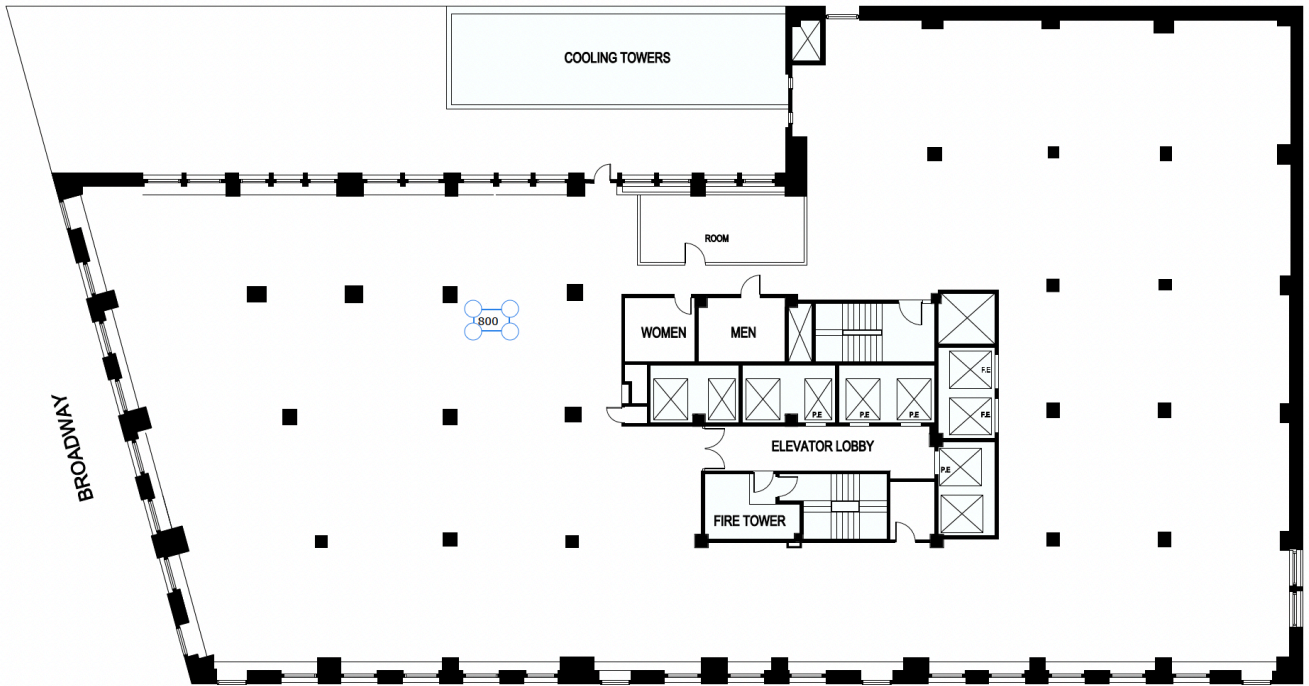 COOLING TOWERS
ROOM
800
WOMEN
MEN
F.E
F.E
P.E
P.E
P.E
BROADWAY
ELEVATOR LOBBY
P.E
FIRE TOWER